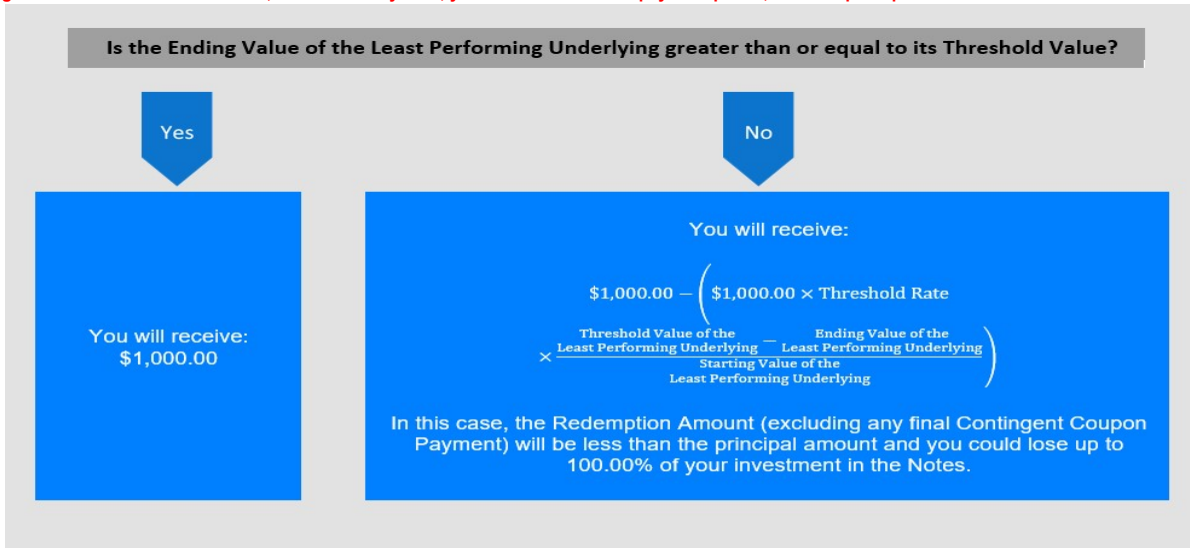 Is the Ending Value of the Least Performing Underlying greater than or equal to its Threshold Value?
Yes
No
You will receive:
$1,000.00
You will receive:
$1,000.00 − ( $1,000.00 × Threshold Rate
× Threshold Value of the Least Performing Underlying − Ending Value of the Least Performing Underlying
Starting Value of the
Least Performing Underlying )
In this case, the Redemption Amount (excluding any final Contingent Coupon
Payment) will be less than the principal amount and you could lose up to
100.00% of your investment in the Notes.